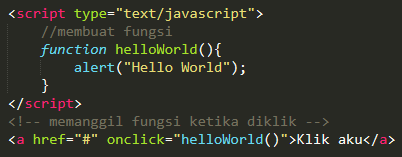 <script type="text/javascript">
    //membuat fungsi
    function helloWorld(){
        alert("Hello World");
    }
</script>
<!-- memanggil fungsi ketika diklik -->
<a href="#" onclick="helloWorld()">Klik aku</a>